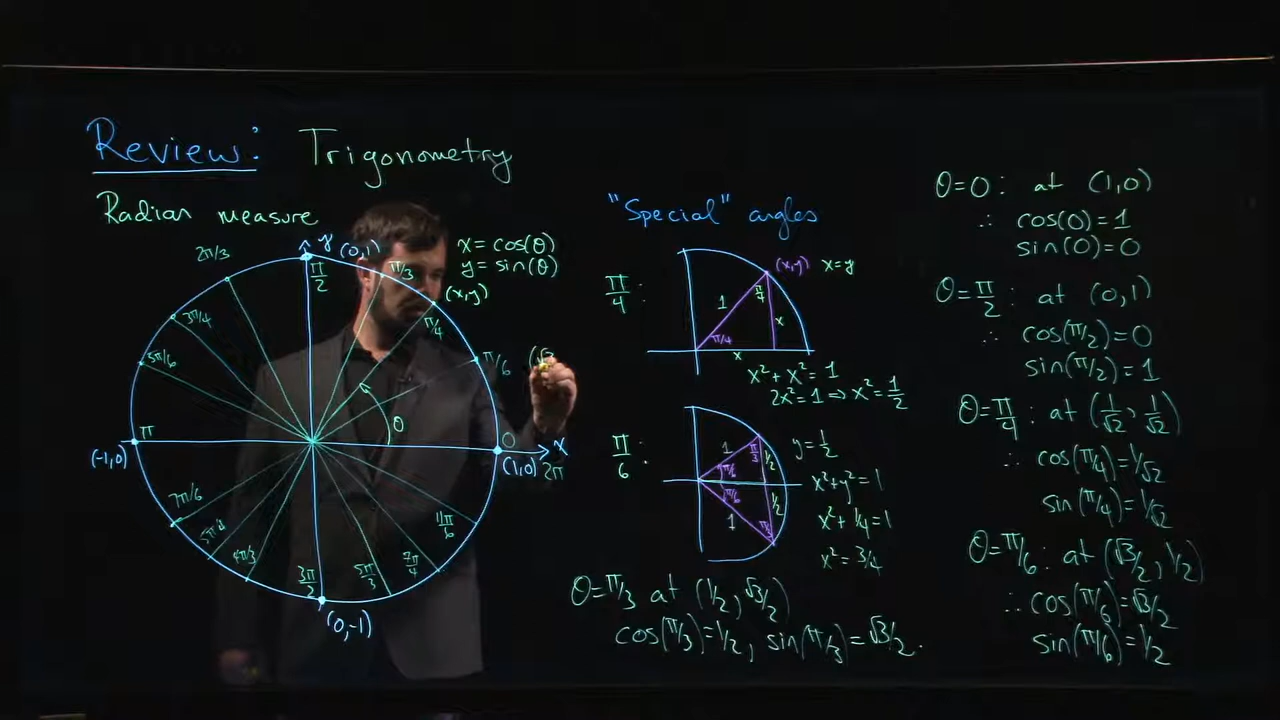 Review: Trigonometry
Radian measure
x = cos(θ)
y = sin(θ)
y
(0,1)
π/2
π/3
(x,y)
π/4
π/6
(√3
0
x
(1,0)
2π
θ
2π/3
3π/4
5π/6
π
(-1,0)
7π/6
5π/4
4π/3
3π/2
(0,-1)
5π/3
7π/4
11π/6
"Special" angles
π/4:
(x,y) x=y
1
π/4
x
π/4
x
x²+x²=1
2x²=1 ⇒ x²=1/2
π/6:
y=1/2
1
π/3
1/2
π/6
π/6
1/2
1
π/3
x²+y²=1
x²+1/4=1
x²=3/4
θ=π/3 at (1/2, √3/2)
cos(π/3)=1/2, sin(π/3)=√3/2.
θ=0: at (1,0)
∴ cos(0)=1
sin(0)=0
θ=π/2: at (0,1)
∴ cos(π/2)=0
sin(π/2)=1
θ=π/4: at (1/√2, 1/√2)
∴ cos(π/4)=1/√2
sin(π/4)=1/√2
θ=π/6: at (√3/2, 1/2)
∴ cos(π/6)=√3/2
sin(π/6)=1/2